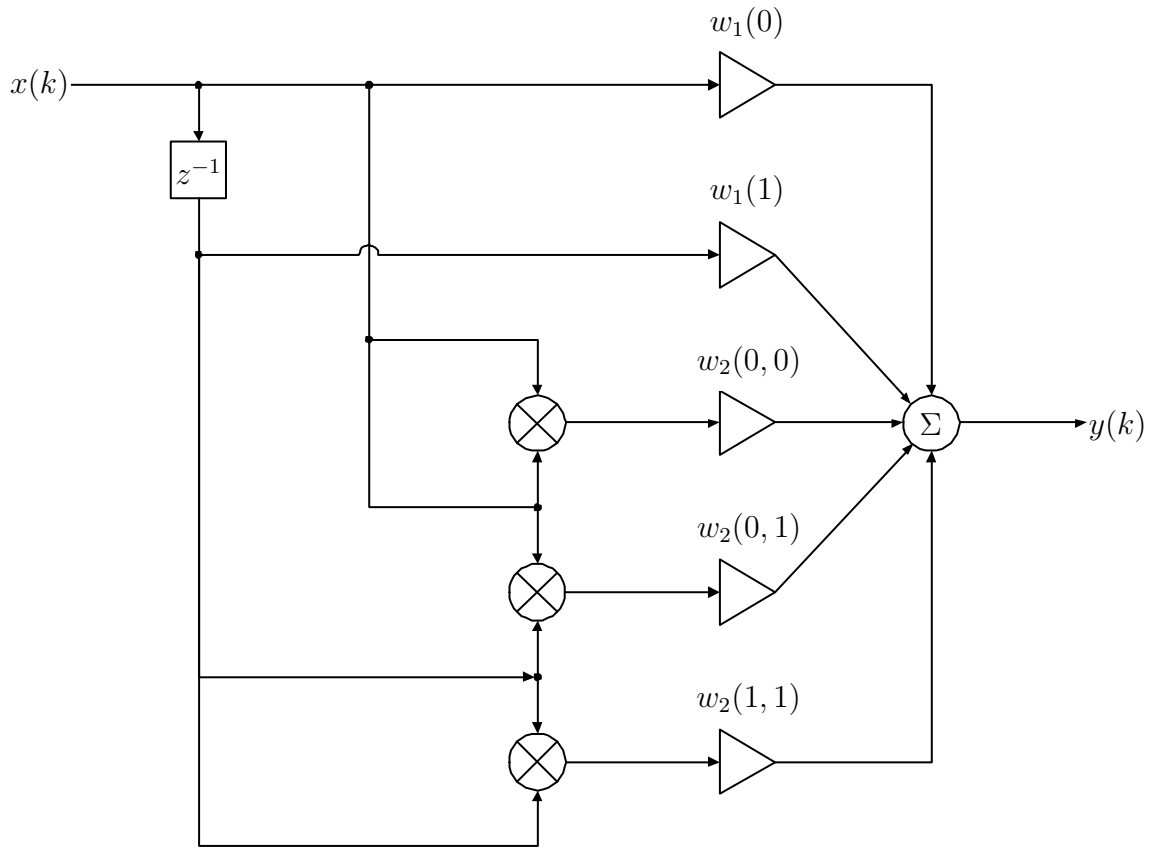 w₁(0)
x(k)
z⁻¹
w₁(1)
w₂(0, 0)
Σ
y(k)
w₂(0, 1)
w₂(1, 1)